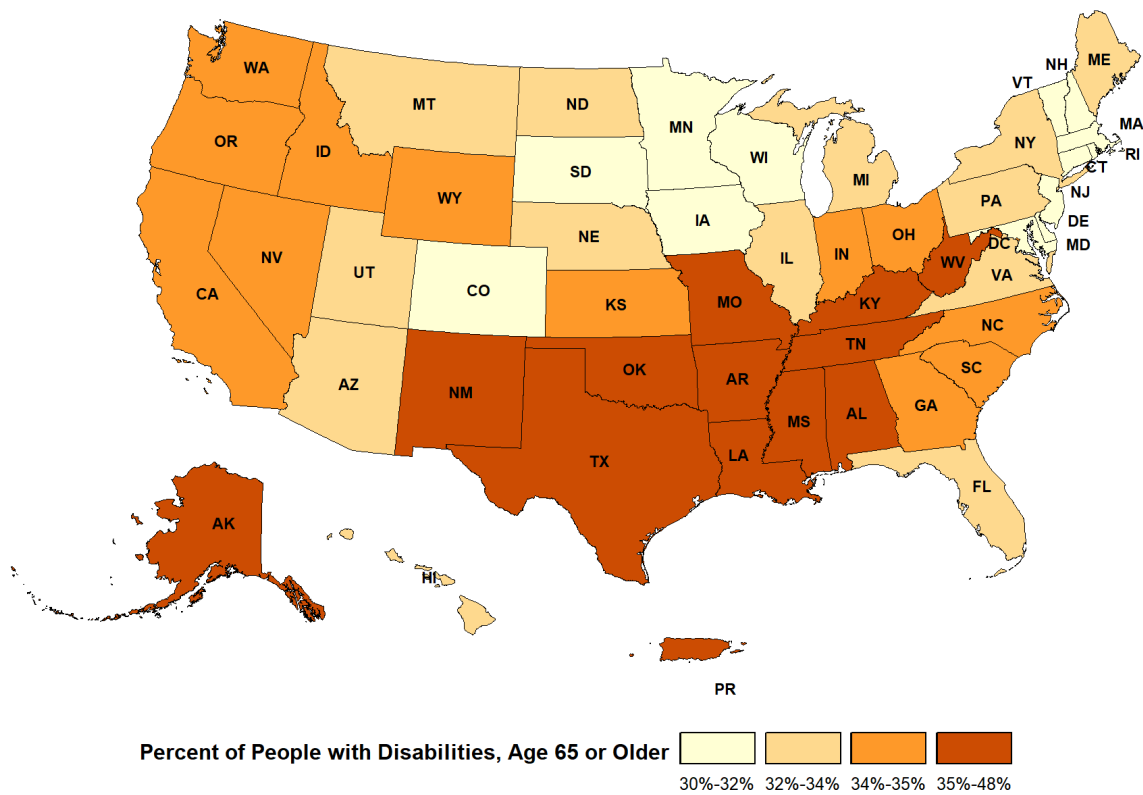 NH
ME
WA
VT
MT
ND
MN
MA
OR
NY
RI
ID
WI
CT
SD
MI
NJ
WY
PA
IA
DE
NE
OH
DC
MD
IL
IN
NV
UT
WV
VA
CO
CA
KS
MO
KY
NC
TN
OK
SC
AZ
NM
AR
GA
MS
AL
LA
TX
FL
AK
HI
PR
Percent of People with Disabilities, Age 65 or Older
30%-32% 32%-34% 34%-35% 35%-48%